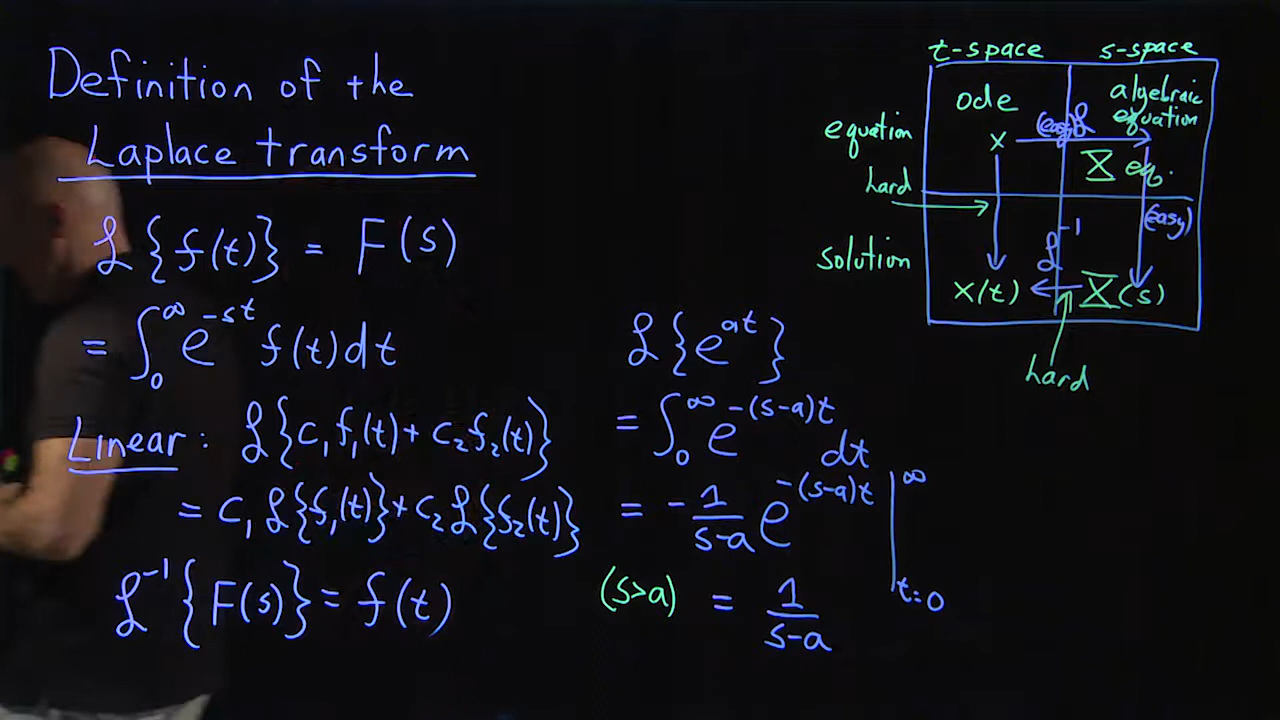 Definition of the
Laplace transform
ℒ{f(t)} = F(s)
= ∫₀^∞ e^{-st} f(t)dt
Linear: ℒ{c₁f₁(t)+c₂f₂(t)}
= c₁ℒ{f₁(t)}+c₂ℒ{f₂(t)}
ℒ⁻¹{F(s)}=f(t)
ℒ{e^{at}}
= ∫₀^∞ e^{-(s-a)t} dt
= -1/(s-a) e^{-(s-a)t} |_{t=0}^∞
(s>a) = 1/(s-a)
t-space s-space
ode algebraic
equation
equation
x (easy) ℒ X eq.
hard
(easy)
ℒ⁻¹
solution
x(t) X(s)
hard